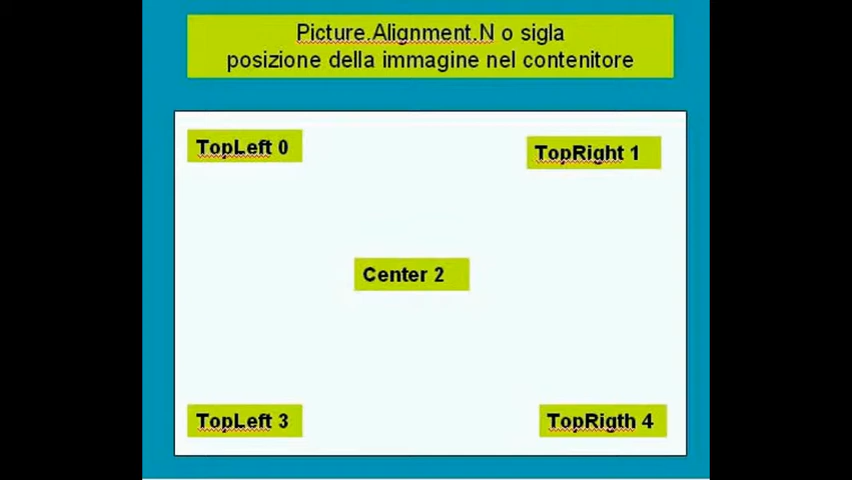 Picture.Alignment.N o sigla
posizione della immagine nel contenitore
TopLeft 0
TopRight 1
Center 2
TopLeft 3
TopRigth 4